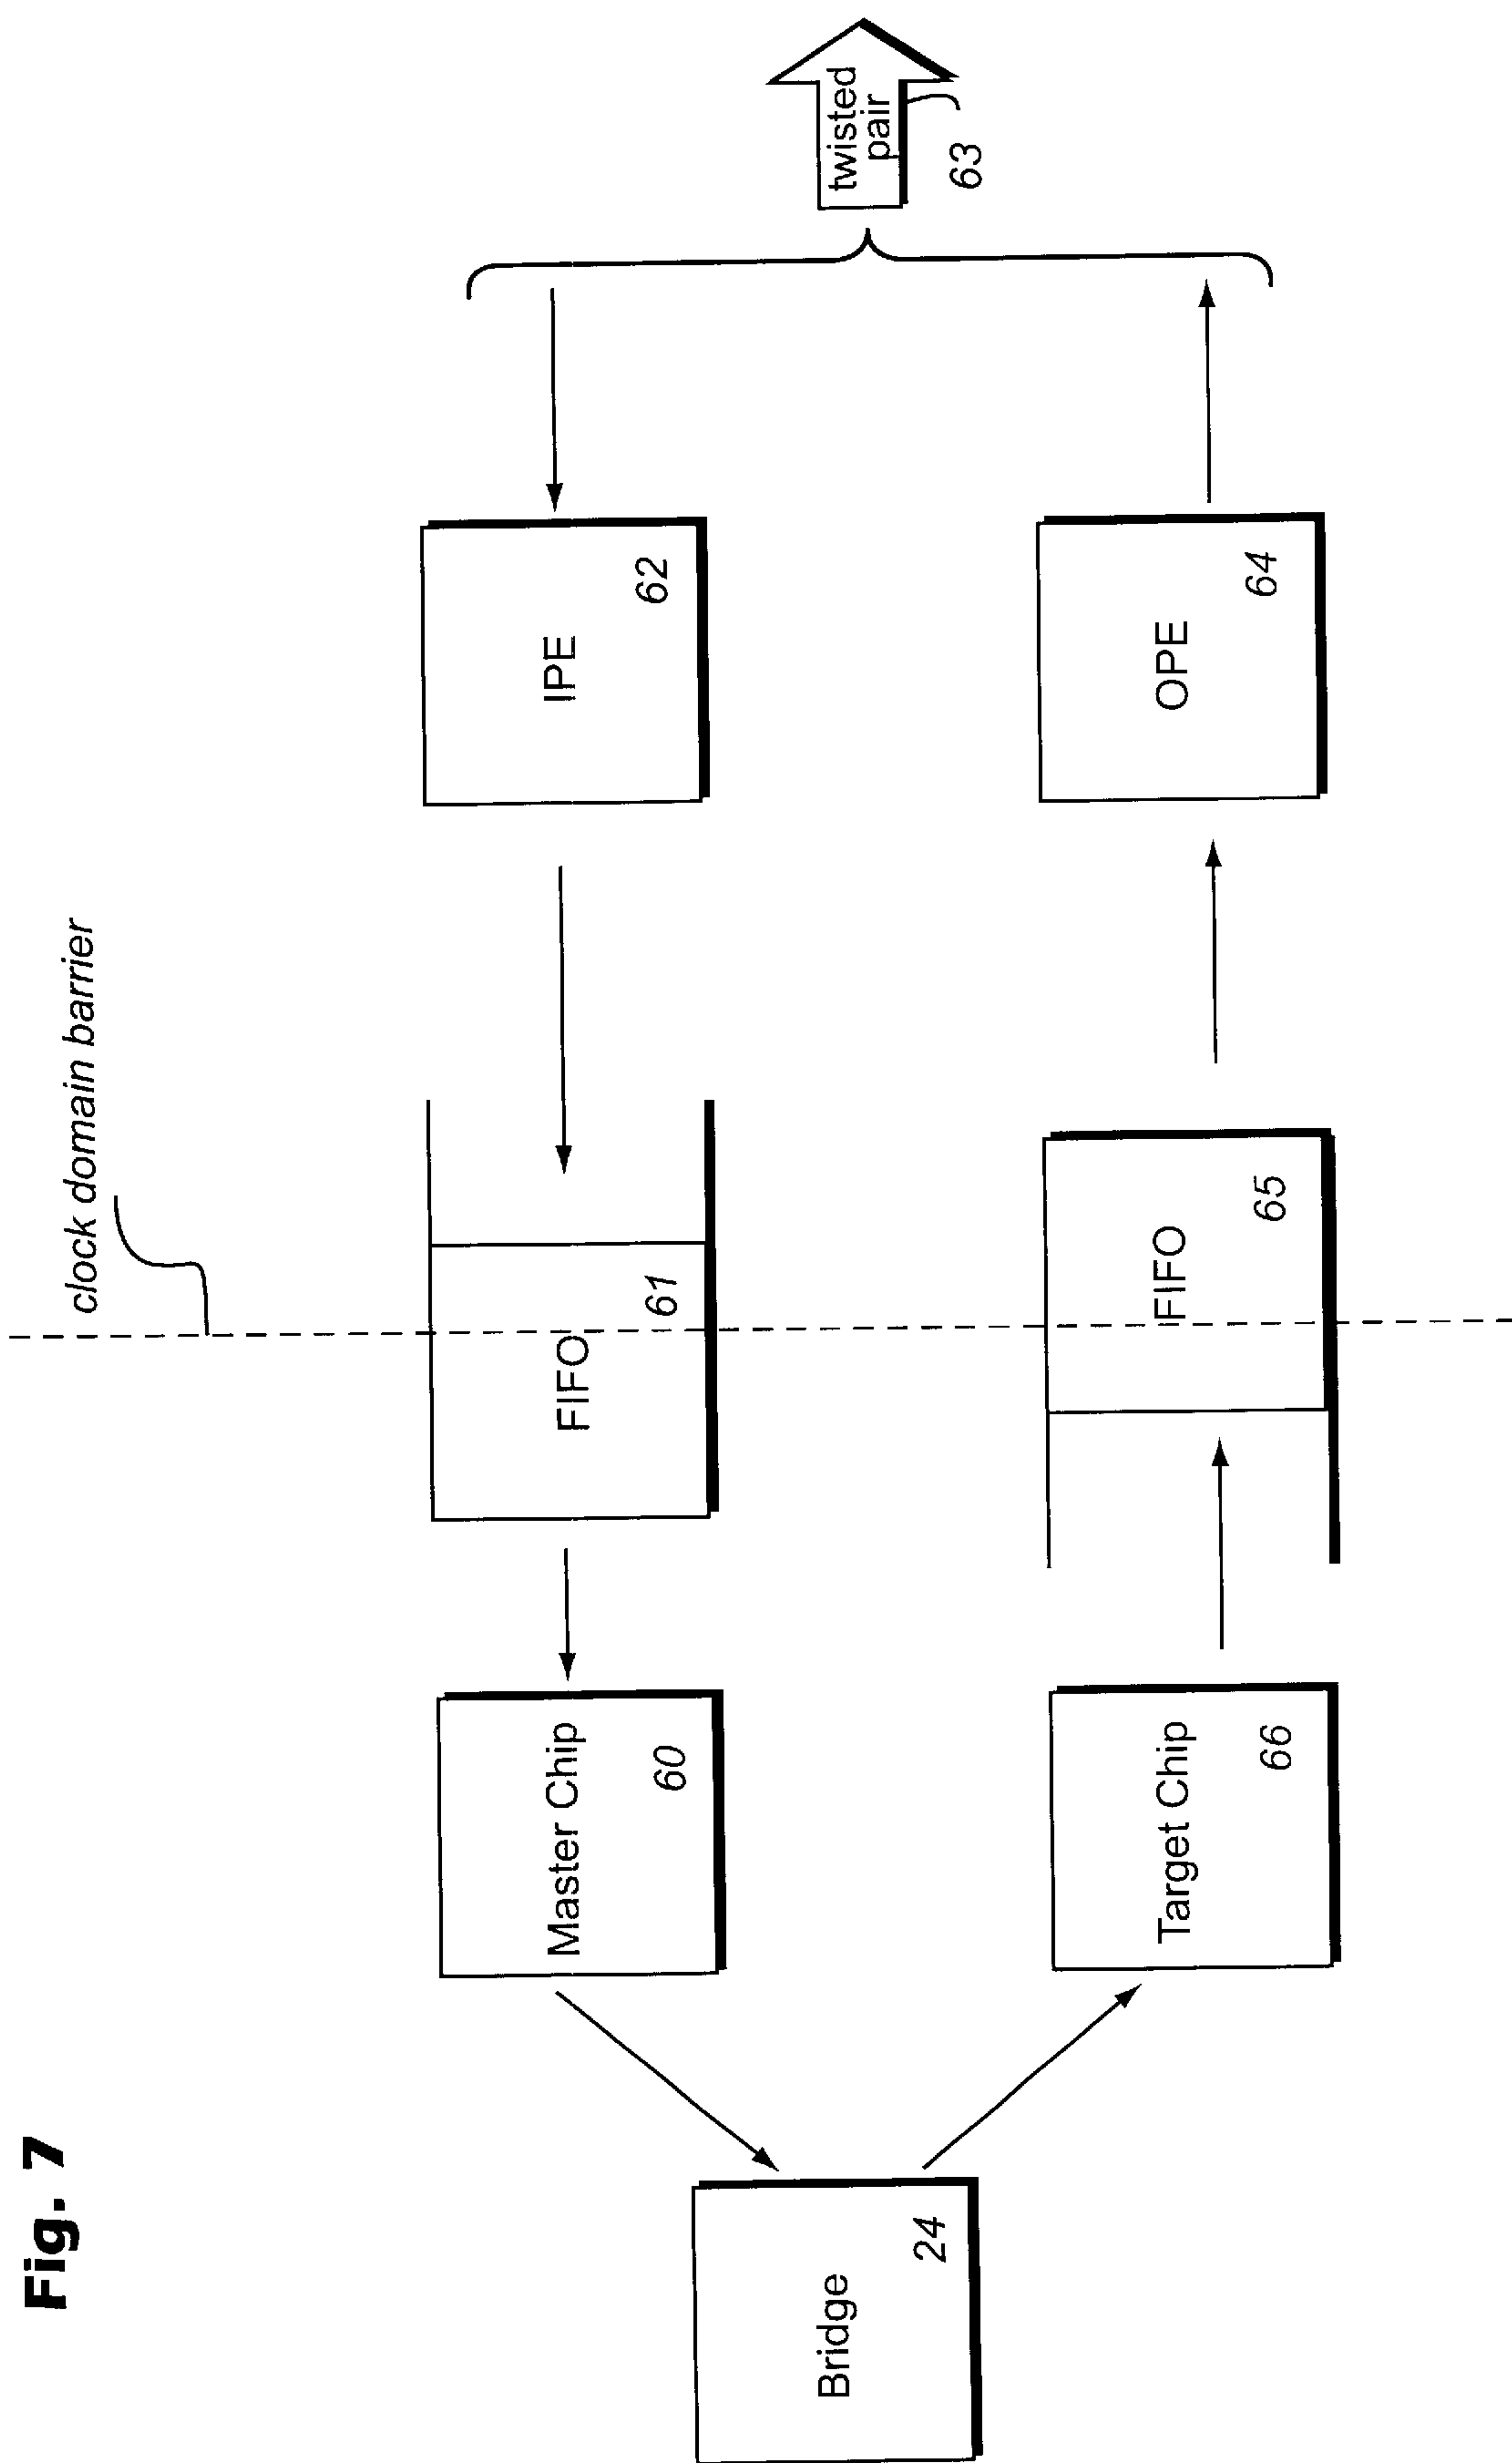 Fig. 7
clock domain barrier
Bridge
24
Master Chip
60
FIFO
61
IPE
62
twisted
pair
63
Target Chip
66
FIFO
65
OPE
64